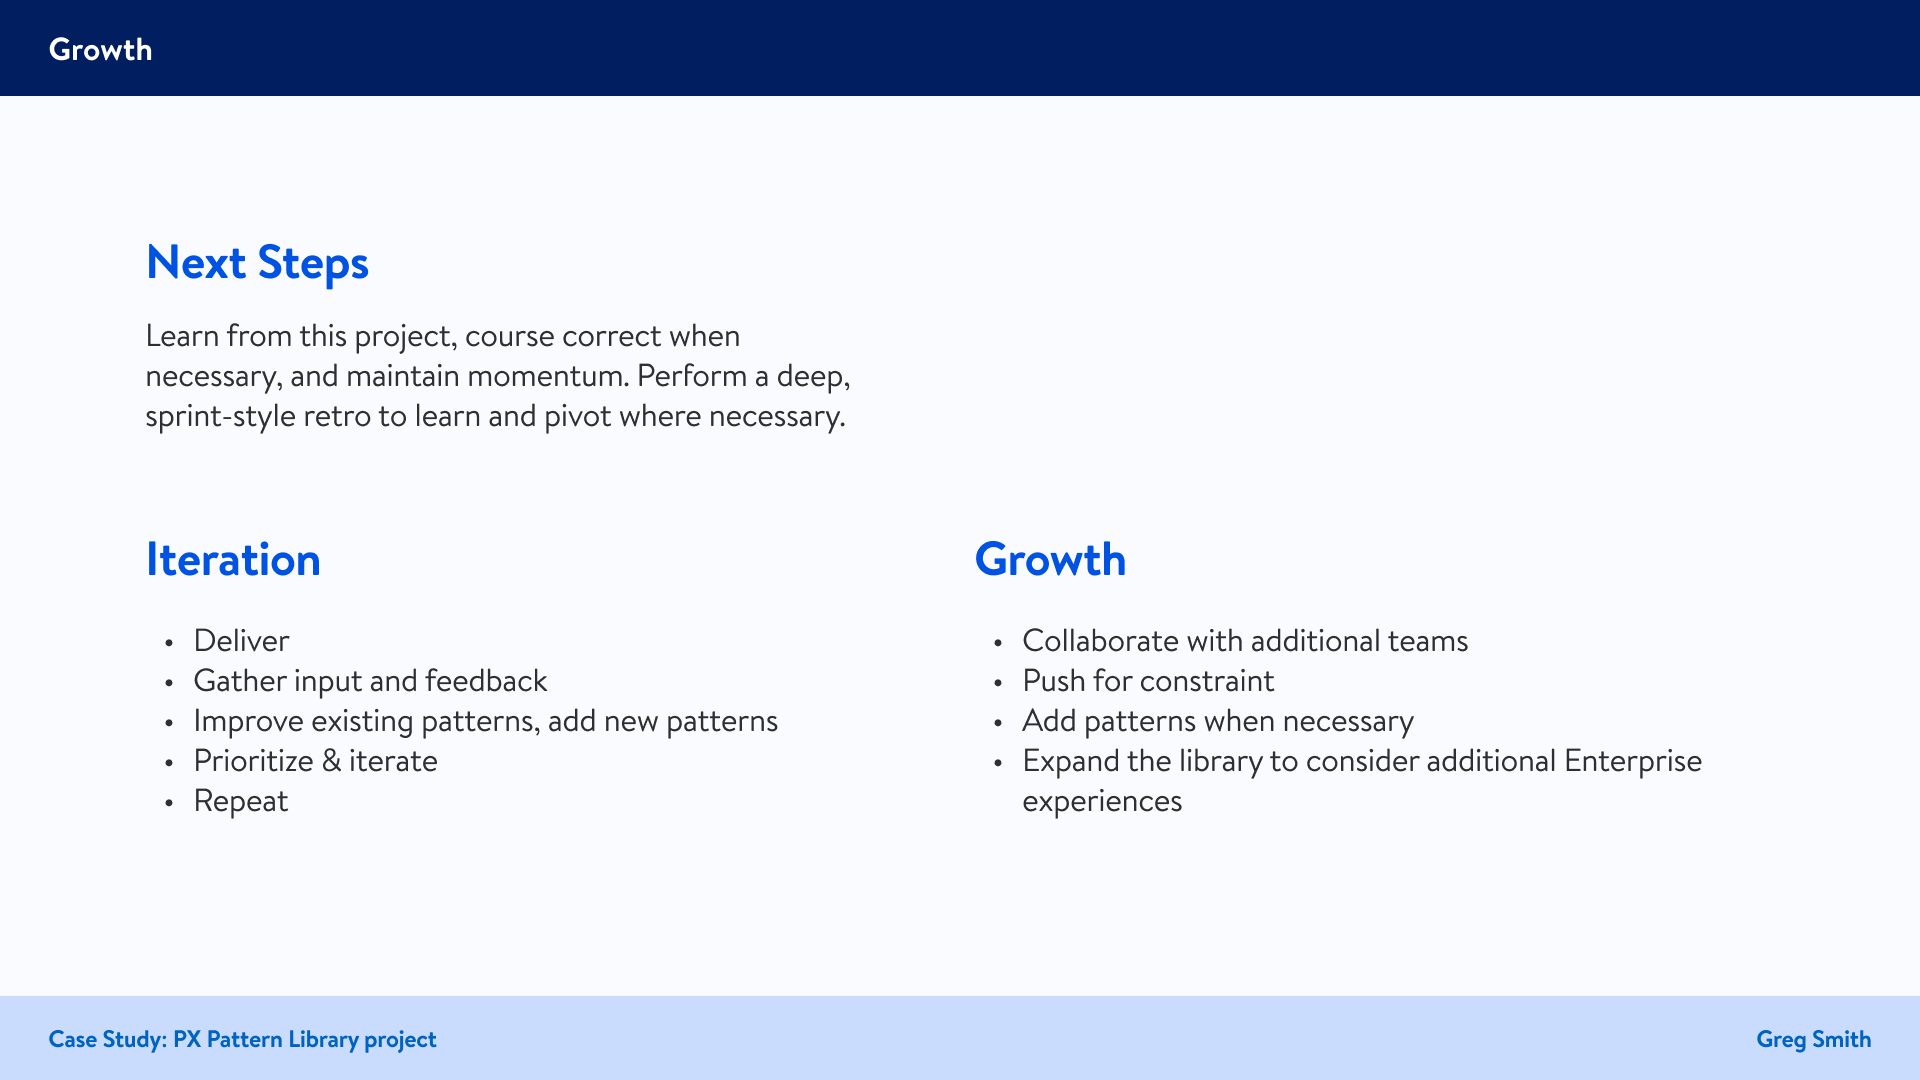 Growth
Next Steps
Learn from this project, course correct when
necessary, and maintain momentum. Perform a deep,
sprint-style retro to learn and pivot where necessary.
Iteration
• Deliver
• Gather input and feedback
• Improve existing patterns, add new patterns
• Prioritize & iterate
• Repeat
Growth
• Collaborate with additional teams
• Push for constraint
• Add patterns when necessary
• Expand the library to consider additional Enterprise
experiences
Case Study: PX Pattern Library project
Greg Smith